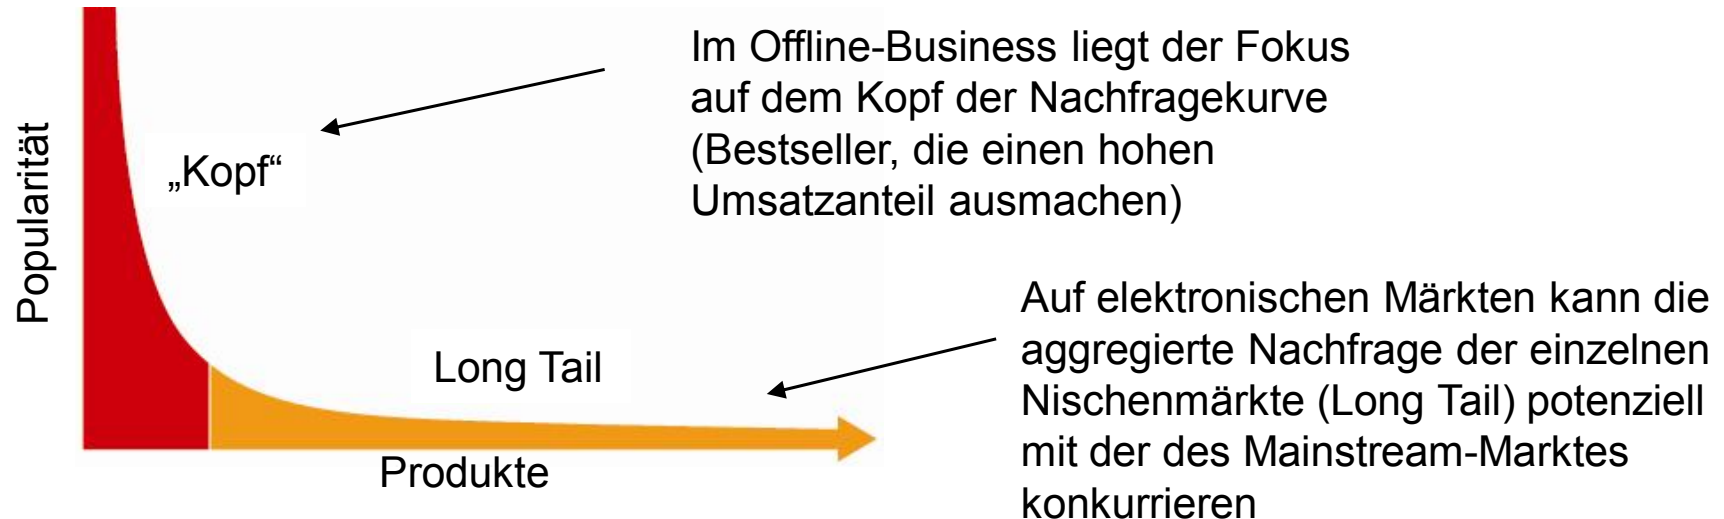 Im Offline-Business liegt der Fokus
auf dem Kopf der Nachfragekurve
(Bestseller, die einen hohen
Umsatzanteil ausmachen)
Popularität
„Kopf“
Auf elektronischen Märkten kann die
aggregierte Nachfrage der einzelnen
Nischenmärkte (Long Tail) potenziell
mit der des Mainstream-Marktes
konkurrieren
Long Tail
Produkte